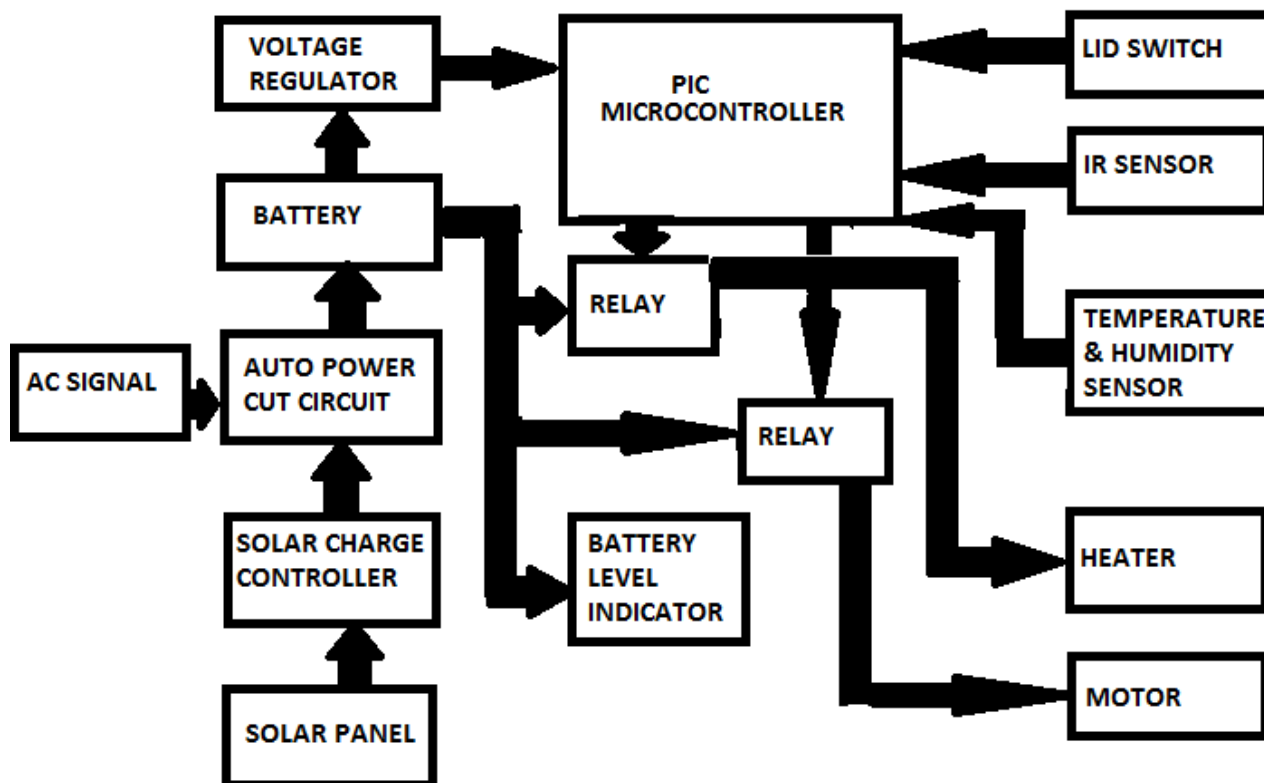 VOLTAGE
REGULATOR
PIC
MICROCONTROLLER
LID SWITCH
IR SENSOR
BATTERY
RELAY
TEMPERATURE
& HUMIDITY
SENSOR
AC SIGNAL
AUTO POWER
CUT CIRCUIT
RELAY
SOLAR CHARGE
CONTROLLER
BATTERY
LEVEL
INDICATOR
HEATER
SOLAR PANEL
MOTOR